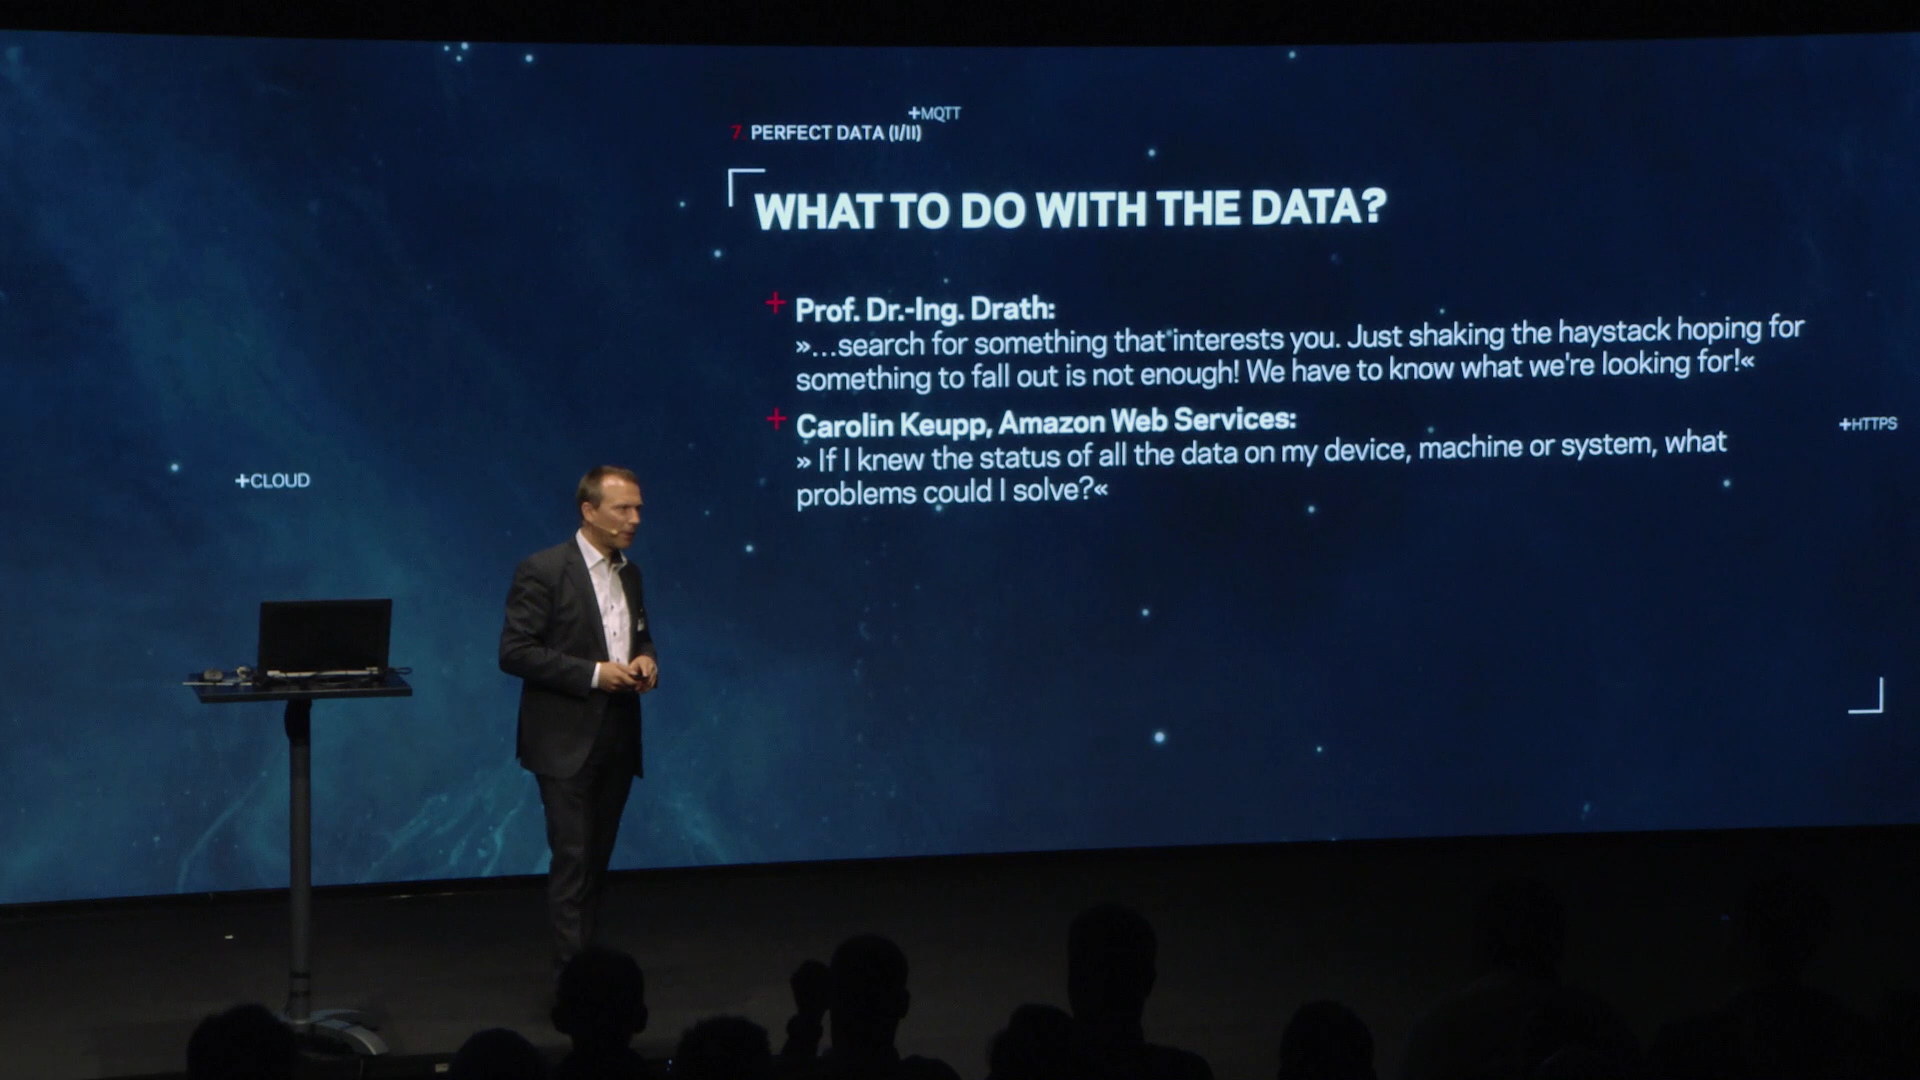 +MQTT
7. PERFECT DATA (I/II)
WHAT TO DO WITH THE DATA?
+ Prof. Dr.-Ing. Drath:
»...search for something that interests you. Just shaking the haystack hoping for
something to fall out is not enough! We have to know what we're looking for!«
+ Carolin Keupp, Amazon Web Services:
» If I knew the status of all the data on my device, machine or system, what
problems could I solve?«
+HTTPS
+CLOUD